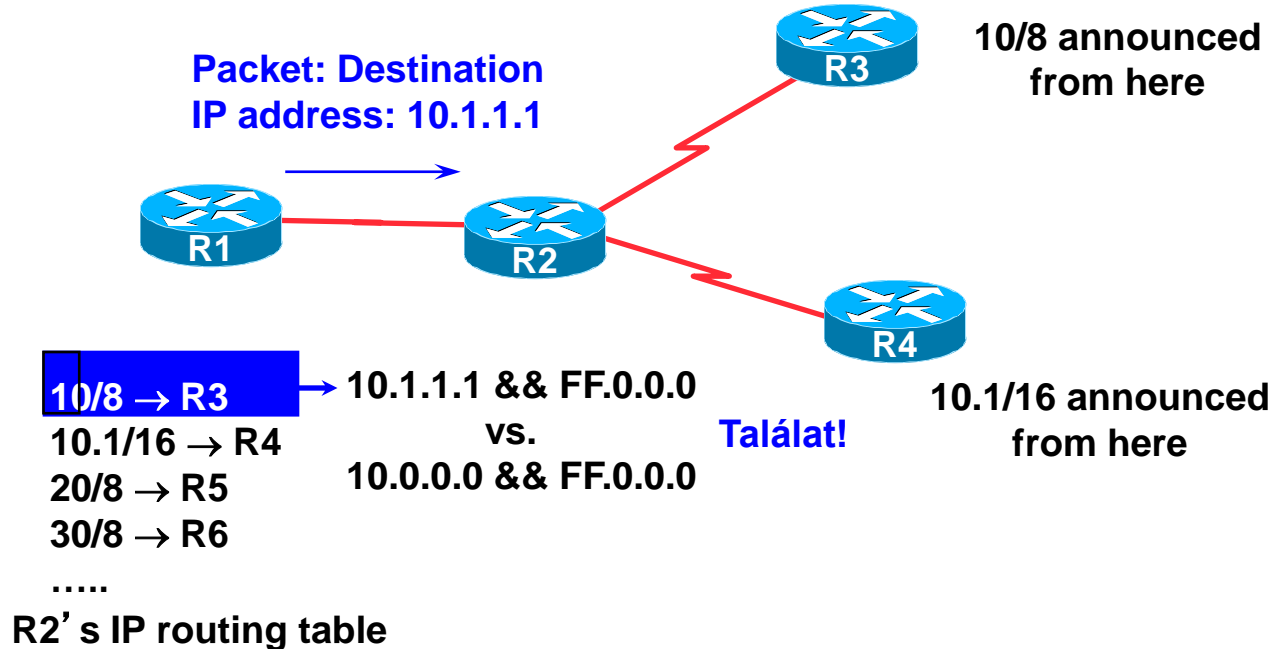 Packet: Destination
IP address: 10.1.1.1
R3
10/8 announced
from here
R1
R2
R4
10.1/16 announced
from here
10/8 → R3
10.1/16 → R4
20/8 → R5
30/8 → R6
…..
R2’s IP routing table
10.1.1.1 && FF.0.0.0
vs.
10.0.0.0 && FF.0.0.0
Találat!